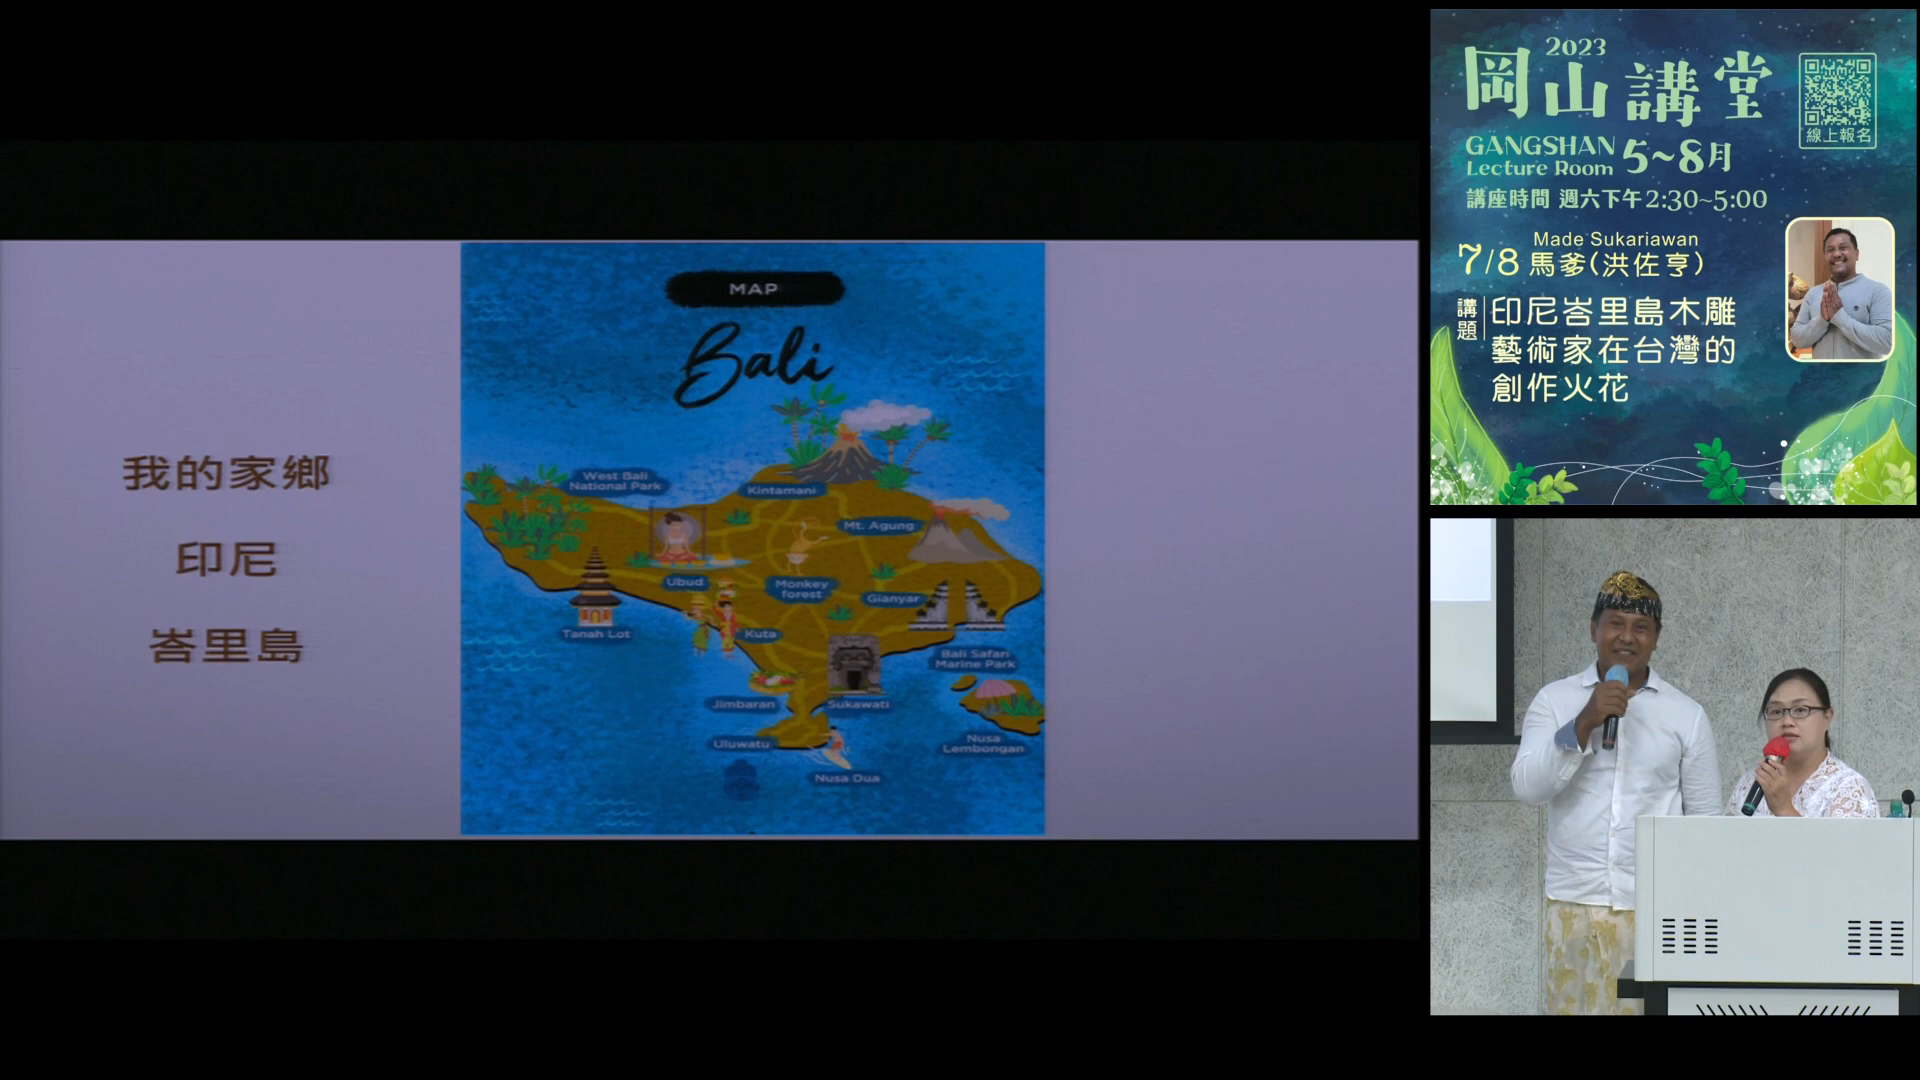 我的家鄉
印尼
峇里島
MAP
Bali
West Bali
National Park
Kintamani
Mt. Agung
Ubud
Monkey
forest
Gianyar
Tanah Lot
Kuta
Bali Safari
Marine Park
Jimbaran
Sukawati
Uluwatu
Nusa
Lembongan
Nusa Dua
2023
岡山講堂
線上報名
GANGSHAN
Lecture Room
5~8月
講座時間 週六下午2:30~5:00
Made Sukariawan
7/8 馬爹(洪佐亨)
講題
印尼峇里島木雕
藝術家在台灣的
創作火花